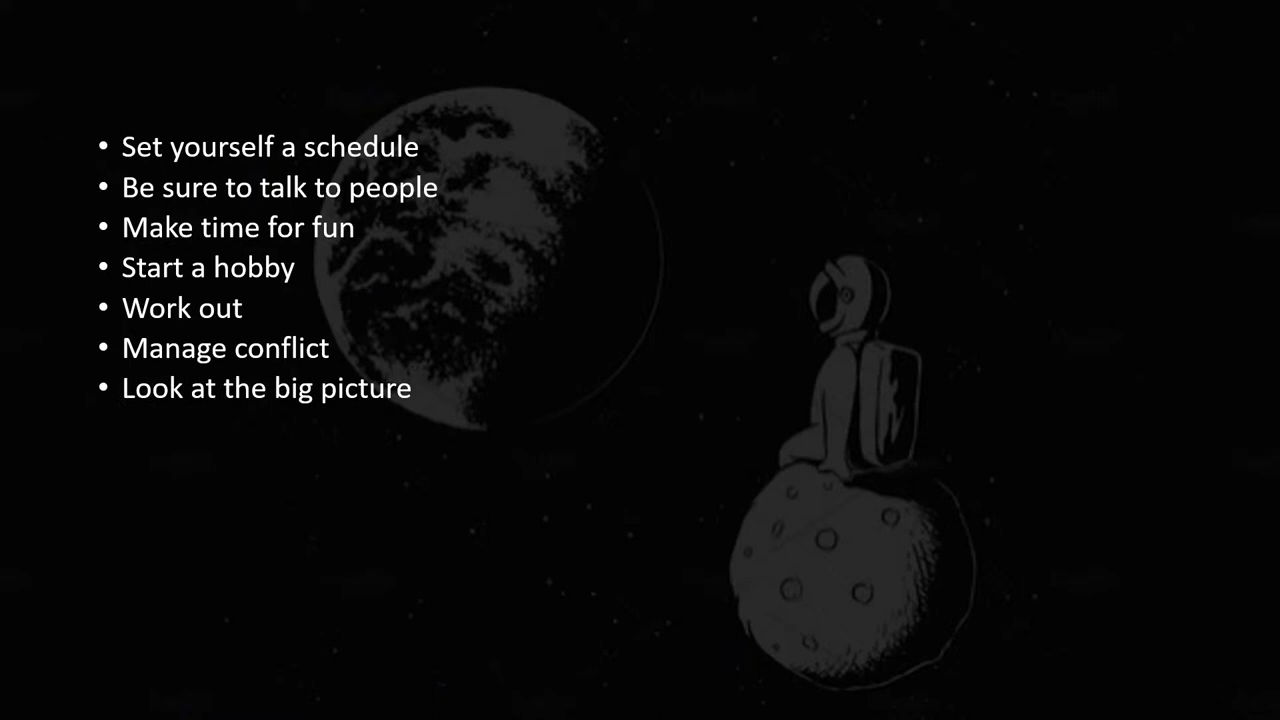 • Set yourself a schedule
• Be sure to talk to people
• Make time for fun
• Start a hobby
• Work out
• Manage conflict
• Look at the big picture